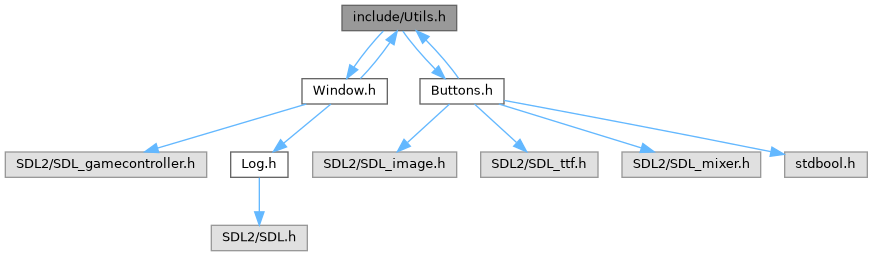 include/Utils.h
Window.h
Buttons.h
SDL2/SDL_gamecontroller.h
Log.h
SDL2/SDL_image.h
SDL2/SDL_ttf.h
SDL2/SDL_mixer.h
stdbool.h
SDL2/SDL.h